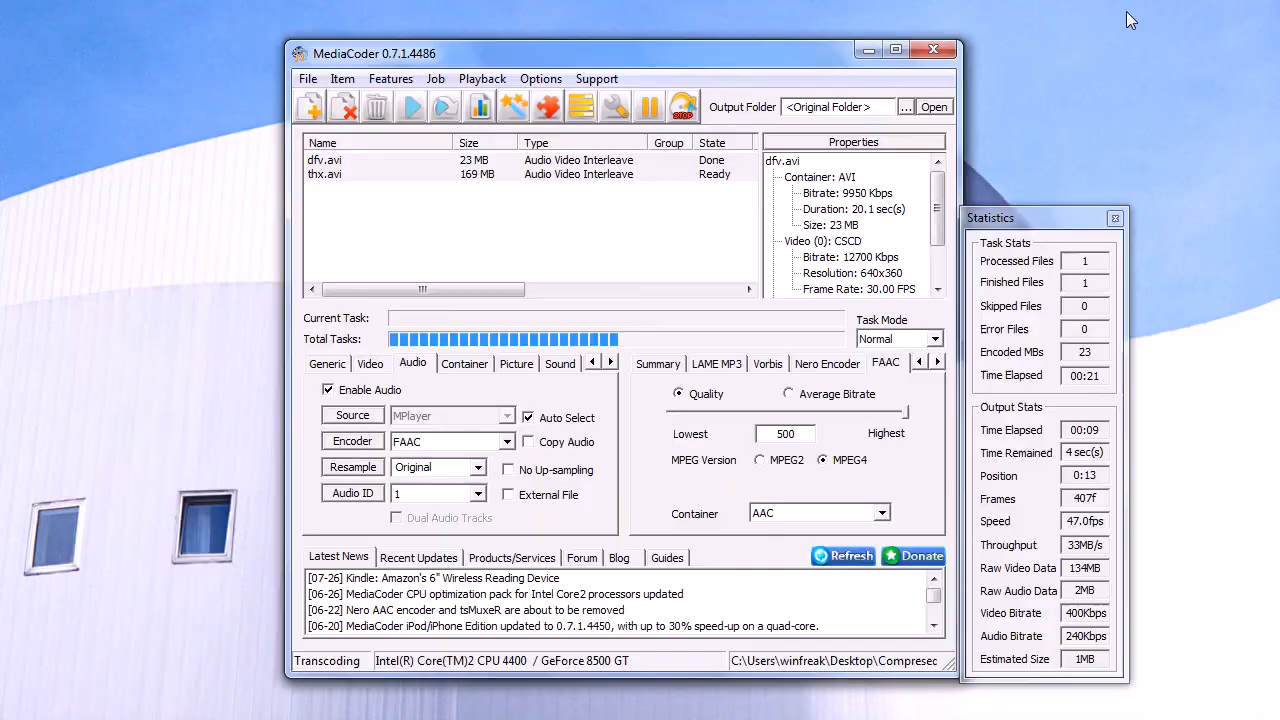 MediaCoder 0.7.1.4486
File Item Features Job Playback Options Support
STOP Output Folder <Original Folder> ... Open
Name Size Type Group State
dfv.avi 23 MB Audio Video Interleave Done
thx.avi 169 MB Audio Video Interleave Ready
Properties
dfv.avi
Container: AVI
Bitrate: 9950 Kbps
Duration: 20.1 sec(s)
Size: 23 MB
Video (0): CSCD
Bitrate: 12700 Kbps
Resolution: 640x360
Frame Rate: 30.00 FPS
Current Task:
Total Tasks:
Task Mode
Normal
Generic Video Audio Container Picture Sound
Enable Audio
Source MPlayer Auto Select
Encoder FAAC Copy Audio
Resample Original No Up-sampling
Audio ID 1 External File
Dual Audio Tracks
Summary LAME MP3 Vorbis Nero Encoder FAAC
Quality Average Bitrate
Lowest 500 Highest
MPEG Version MPEG2 MPEG4
Container AAC
Latest News Recent Updates Products/Services Forum Blog Guides Refresh Donate
[07-26] Kindle: Amazon's 6" Wireless Reading Device
[06-26] MediaCoder CPU optimization pack for Intel Core2 processors updated
[06-22] Nero AAC encoder and tsMuxeR are about to be removed
[06-20] MediaCoder iPod/iPhone Edition updated to 0.7.1.4450, with up to 30% speed-up on a quad-core.
Transcoding Intel(R) Core(TM)2 CPU 4400 / GeForce 8500 GT C:\Users\winfreak\Desktop\Compresec
Statistics
Task Stats
Processed Files 1
Finished Files 1
Skipped Files 0
Error Files 0
Encoded MBs 23
Time Elapsed 00:21
Output Stats
Time Elapsed 00:09
Time Remained 4 sec(s)
Position 0:13
Frames 407f
Speed 47.0fps
Throughput 33MB/s
Raw Video Data 134MB
Raw Audio Data 2MB
Video Bitrate 400Kbps
Audio Bitrate 240Kbps
Estimated Size 1MB